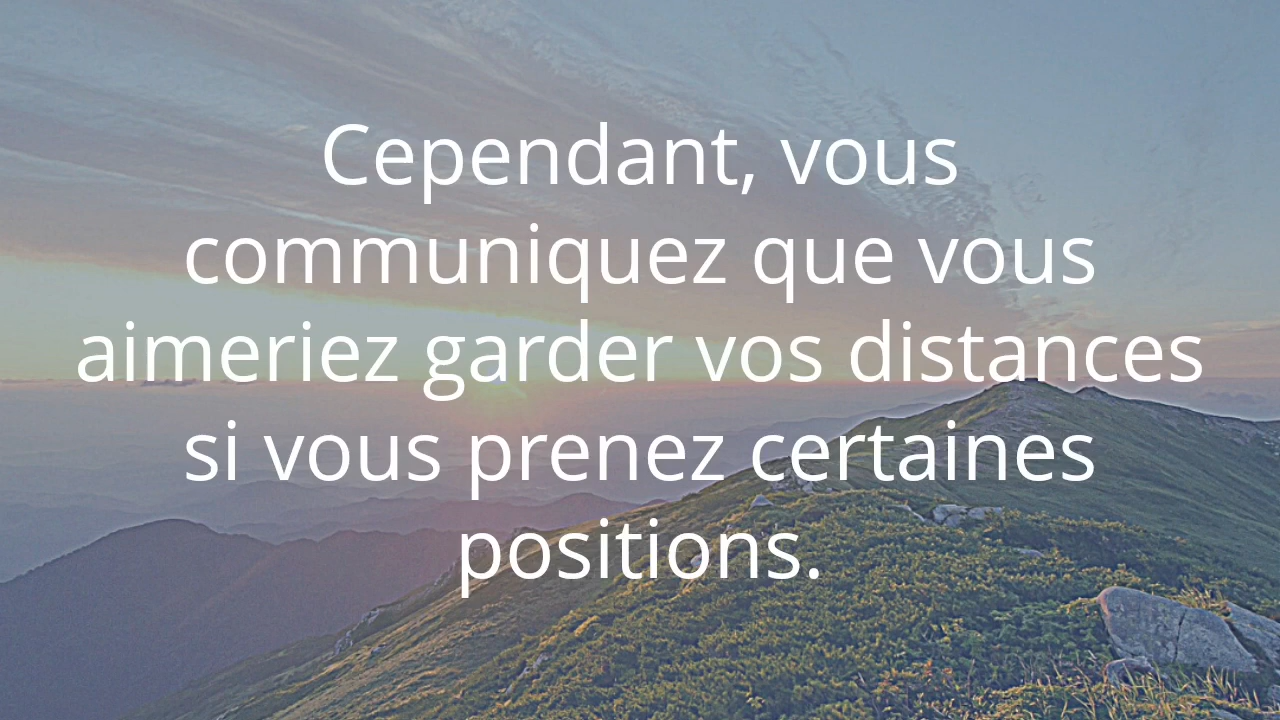 Cependant, vous
communiquez que vous
aimeriez garder vos distances
si vous prenez certaines
positions.